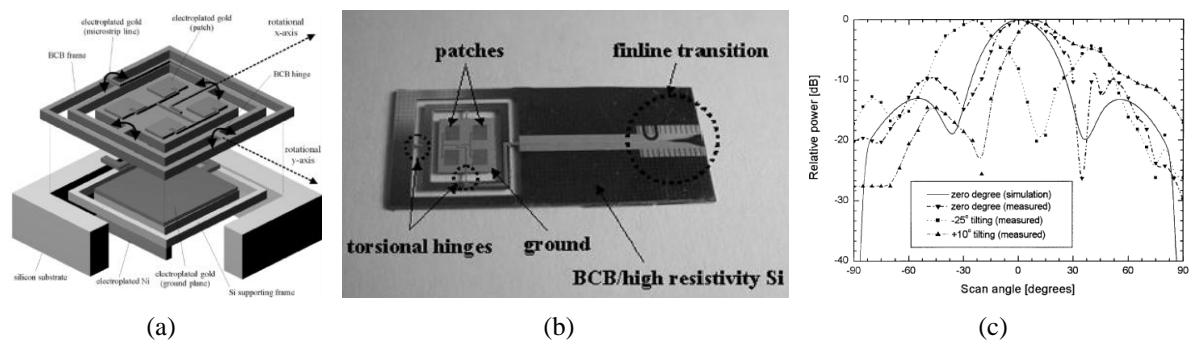 electroplated gold
(microstrip line)
electroplated gold
(patch)
rotational
x-axis
BCB frame
BCB hinge
rotational
y-axis
silicon substrate
electroplated Ni
electroplated gold
(ground plane)
Si supporting frame
(a)
patches
finline transition
torsional hinges
ground
BCB/high resistivity Si
(b)
Relative power [dB]
0
-10
-20
-30
-40
zero degree (simulation)
zero degree (measured)
-25° tilting (measured)
+10° tilting (measured)
-90
-60
-30
0
30
60
90
Scan angle [degrees]
(c)